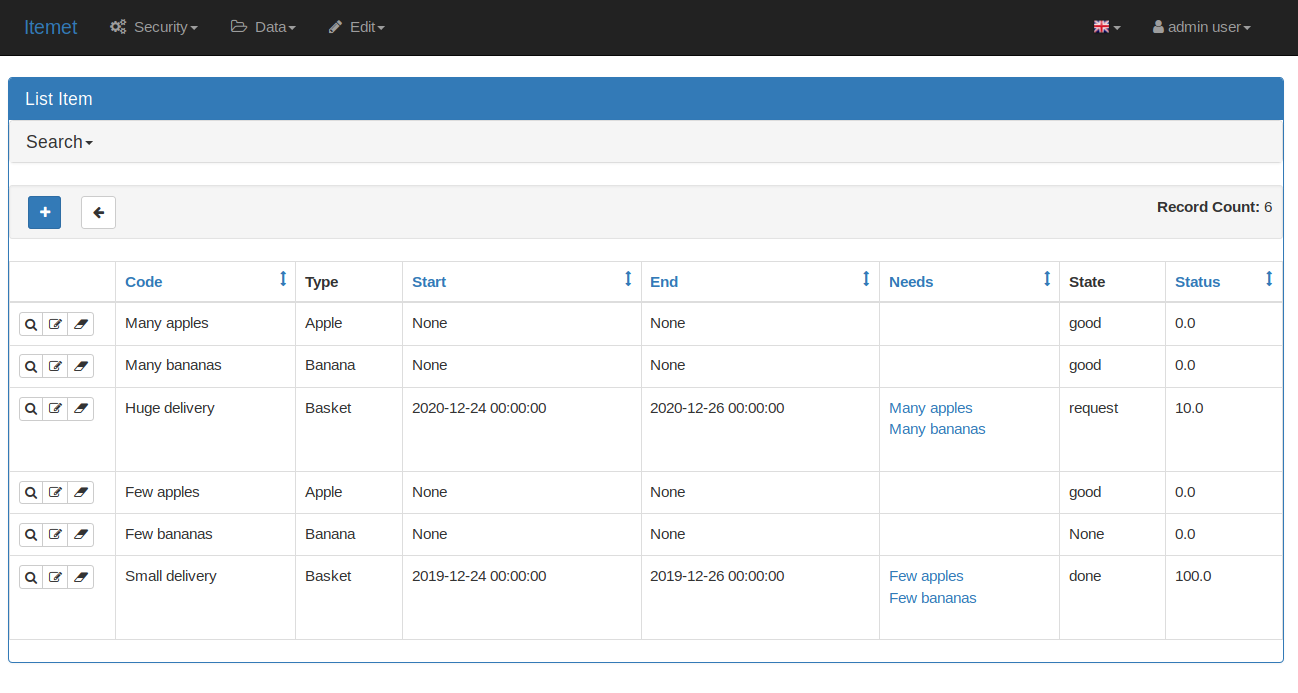 Itemet Security Data Edit admin user
List Item
Search
Record Count: 6
Code Type Start End Needs State Status
Many apples Apple None None good 0.0
Many bananas Banana None None good 0.0
Huge delivery Basket 2020-12-24 00:00:00 2020-12-26 00:00:00 Many apples request 10.0
Many bananas
Few apples Apple None None good 0.0
Few bananas Banana None None None 0.0
Small delivery Basket 2019-12-24 00:00:00 2019-12-26 00:00:00 Few apples done 100.0
Few bananas